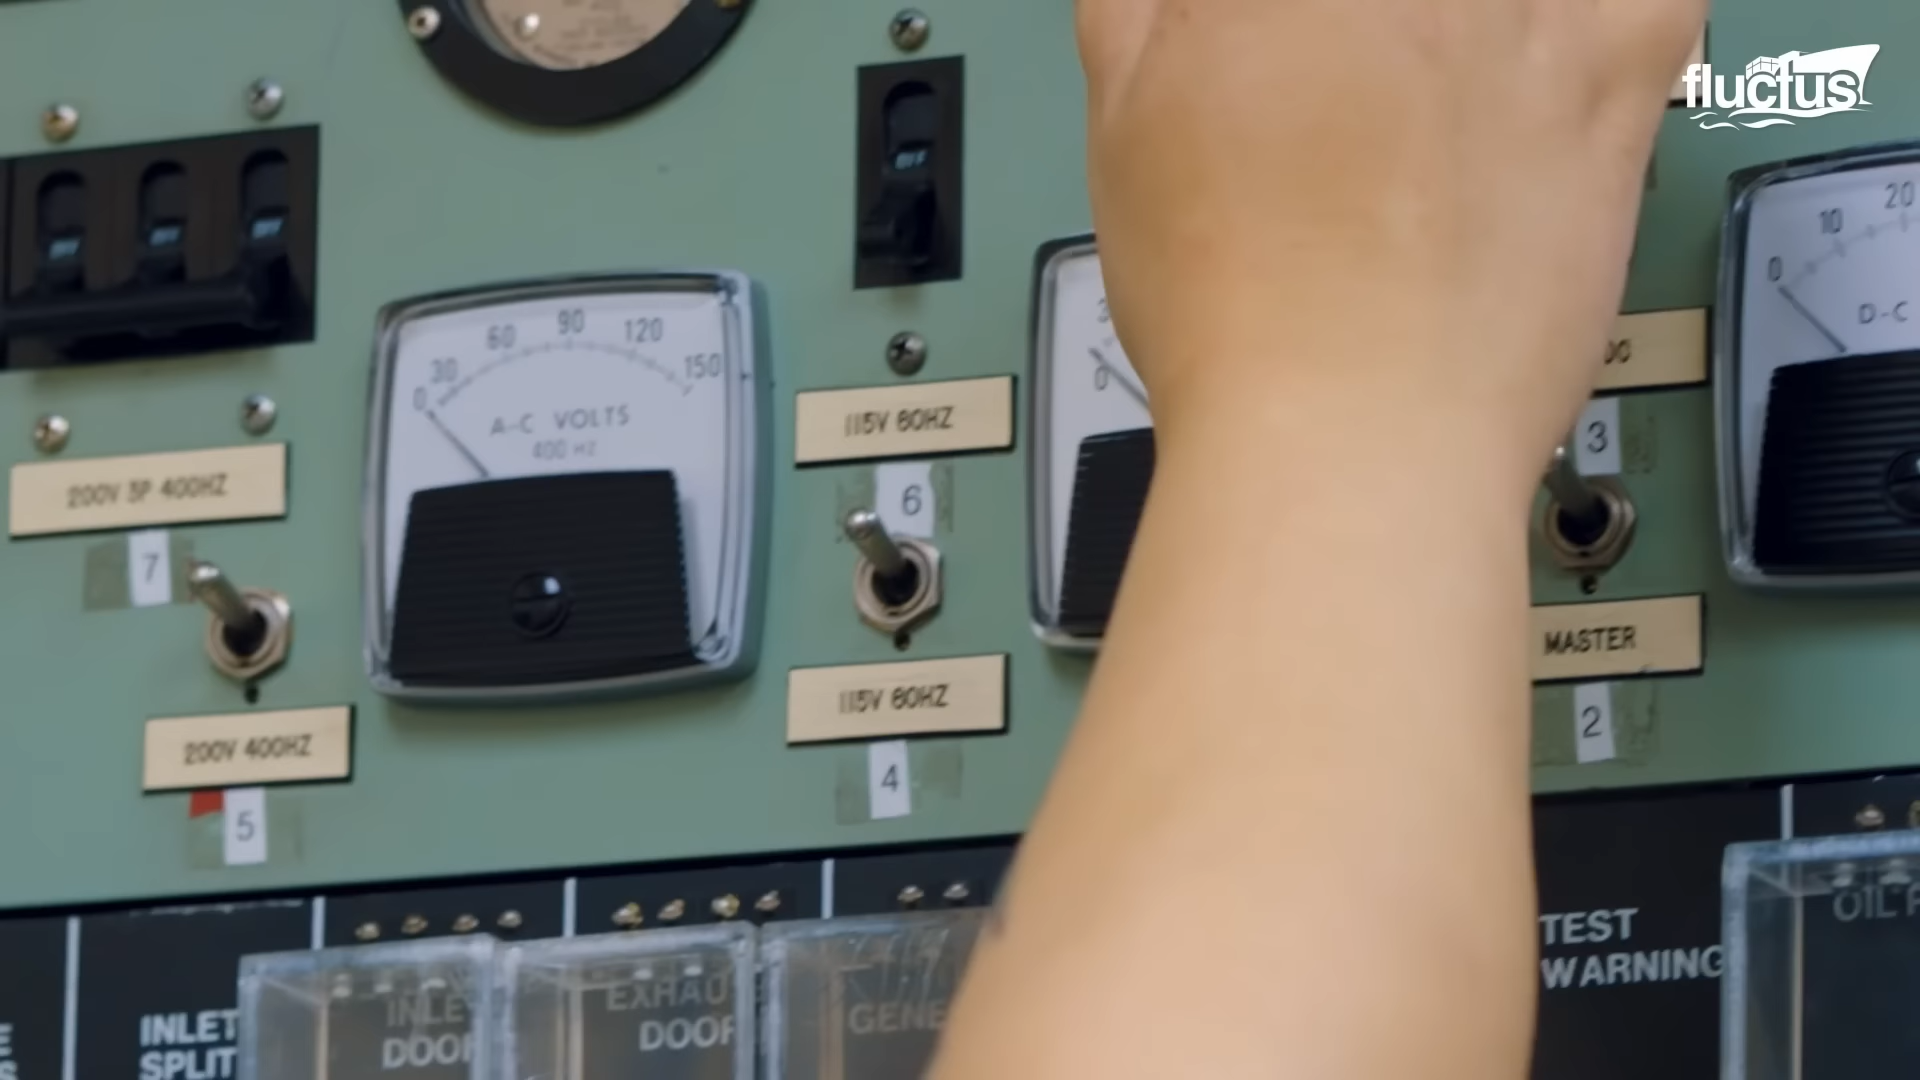 fluctus
0 30 60 90 120 150
A-C VOLTS
400 HZ
0
0 10 20
D-C
115V 60HZ
200V 3P 400HZ
7
6
3
115V 60HZ
MASTER
200V 400HZ
5
4
2
TEST
WARNING
INLET
SPLIT
DOOR